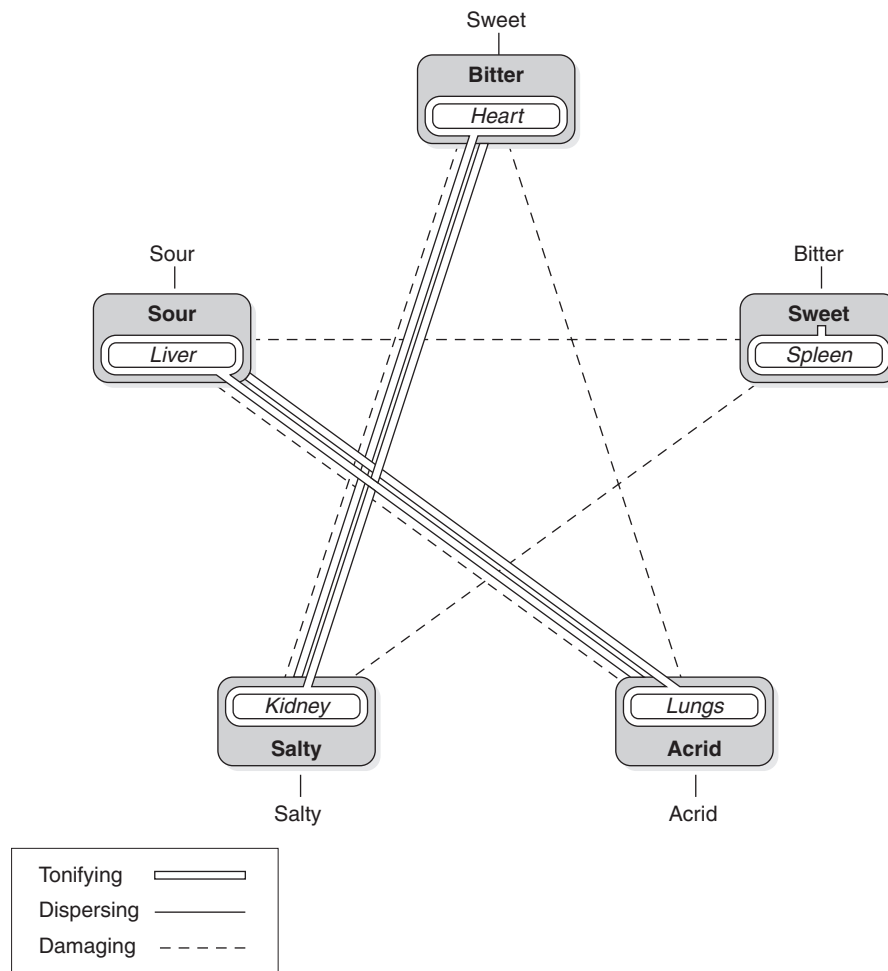 Sweet
Bitter
Heart
Sour
Bitter
Sour
Sweet
Liver
Spleen
Kidney
Lungs
Salty
Acrid
Salty
Acrid
Tonifying
Dispersing
Damaging